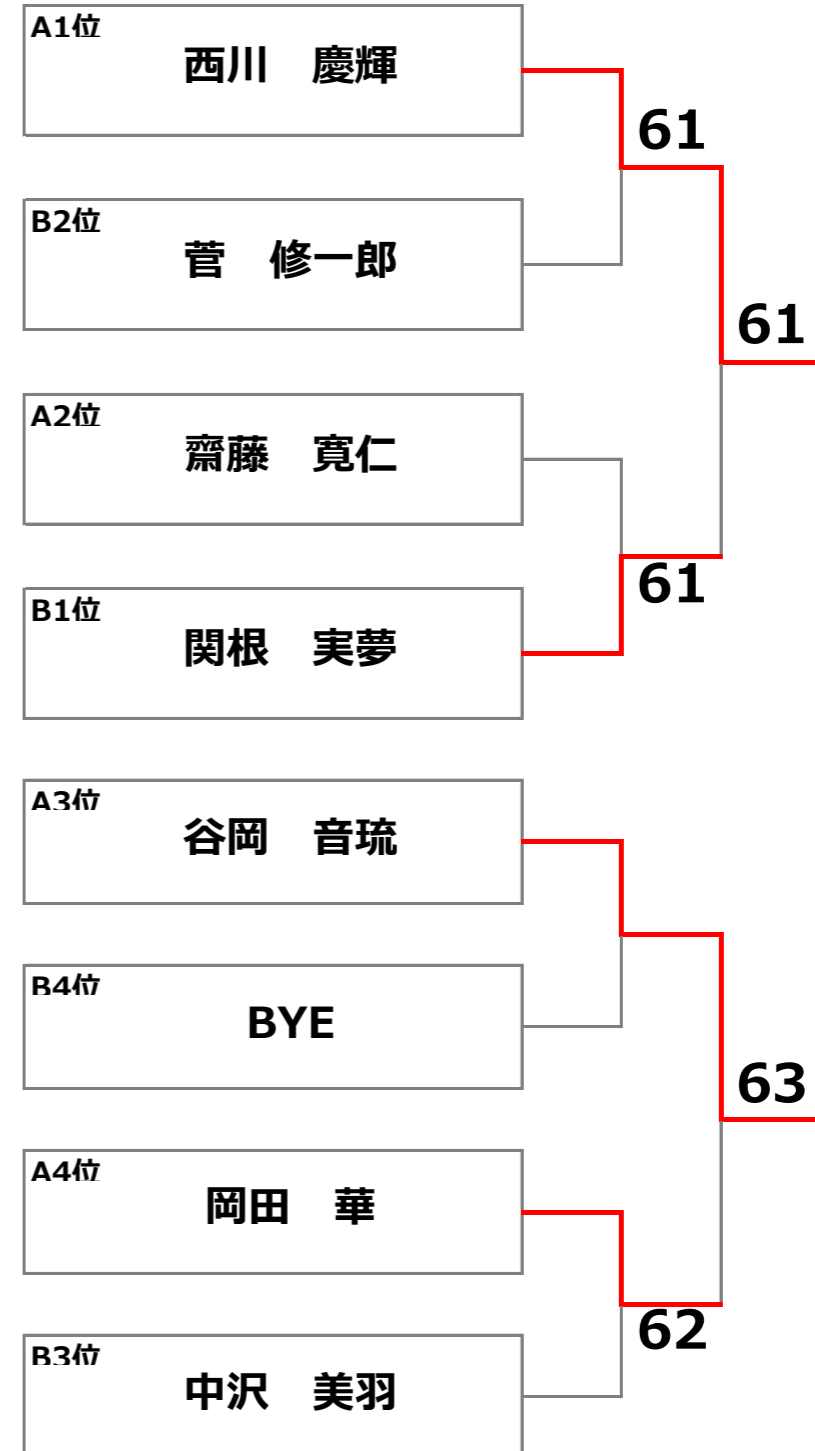 A1位
西川　慶輝
61
B2位
菅　修一郎
61
A2位
齋藤　寛仁
61
B1位
関根　実夢
A3位
谷岡　音琉
B4位
BYE
63
A4位
岡田　華
62
B3位
中沢　美羽